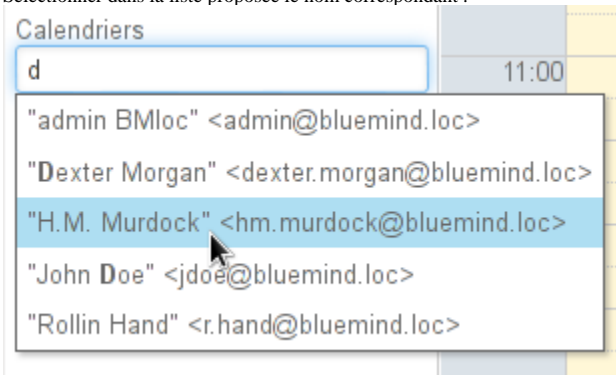 Sélectionner dans la liste proposée le nom correspondant :
Calendriers
d
11:00
"admin BMloc" <admin@bluemind.loc>
"Dexter Morgan" <dexter.morgan@bluemind.loc>
"H.M. Murdock" <hm.murdock@bluemind.loc>
"John Doe" <jdoe@bluemind.loc>
"Rollin Hand" <r.hand@bluemind.loc>